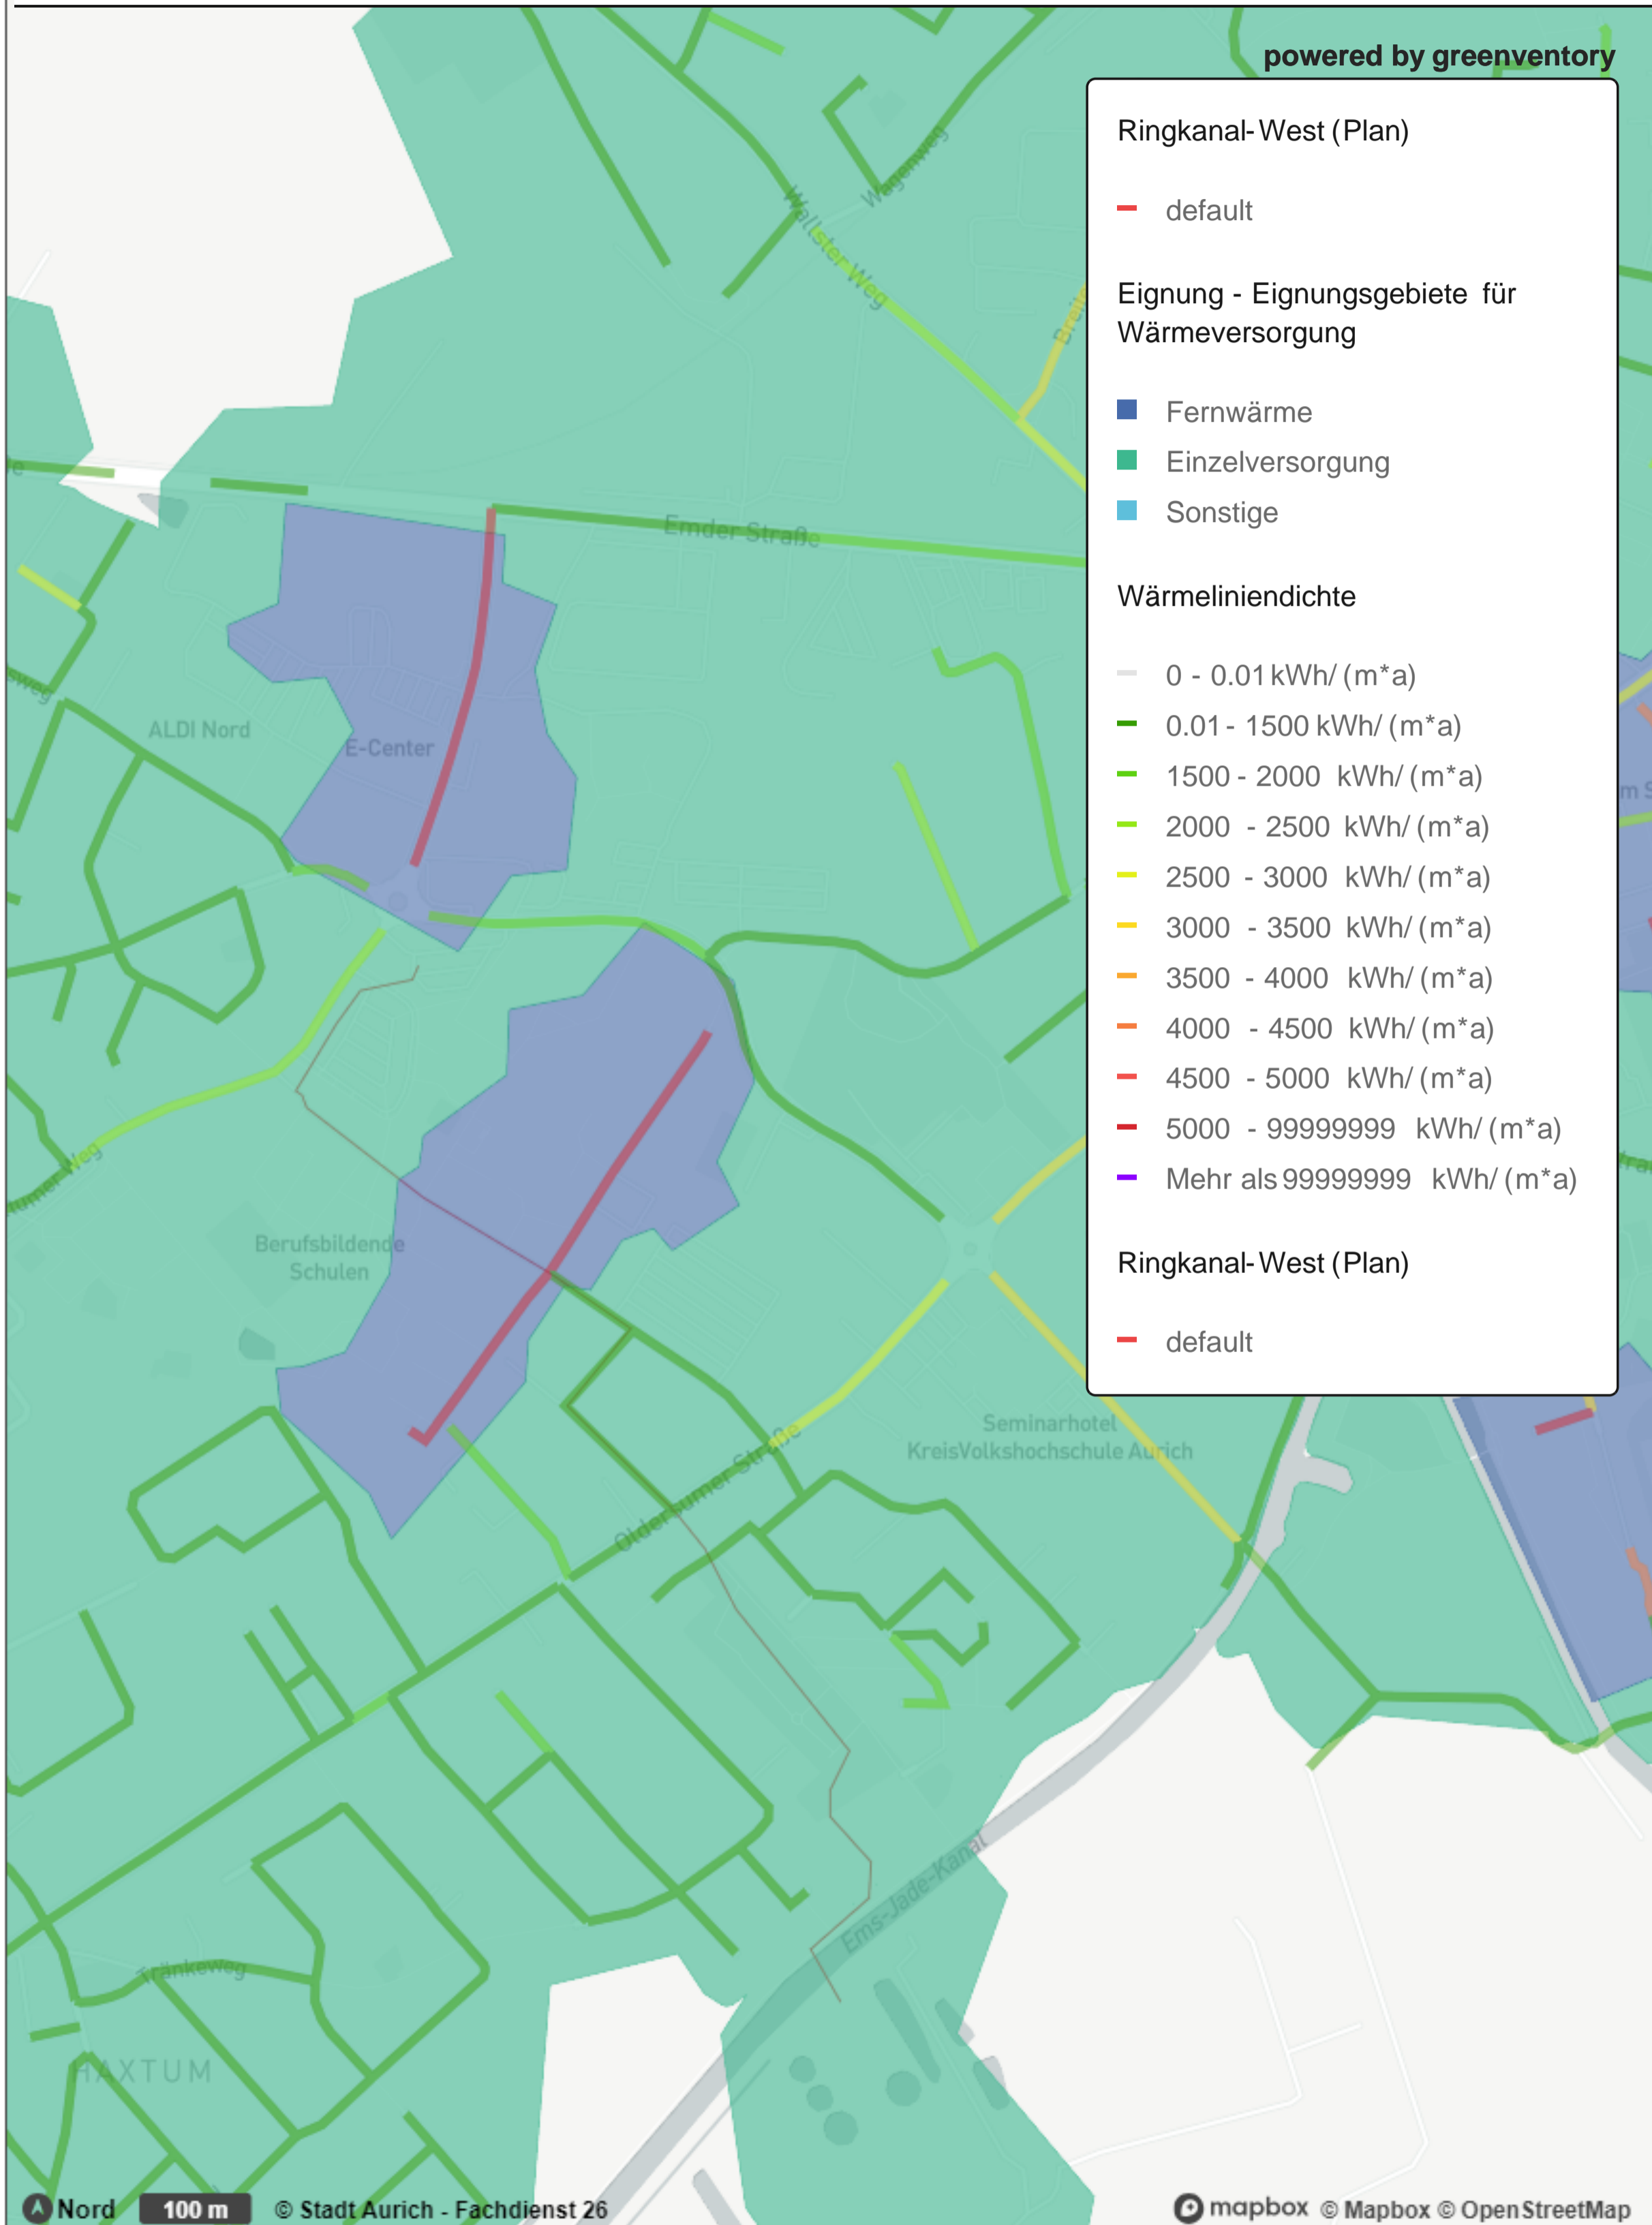 powered by greenventory
Ringkanal-West (Plan)
default
Eignung - Eignungsgebiete für
Wärmeversorgung
Fernwärme
Einzelversorgung
Sonstige
Wärmeliniendichte
0 - 0.01 kWh/(m*a)
0.01 - 1500 kWh/(m*a)
1500 - 2000 kWh/(m*a)
2000 - 2500 kWh/(m*a)
2500 - 3000 kWh/(m*a)
3000 - 3500 kWh/(m*a)
3500 - 4000 kWh/(m*a)
4000 - 4500 kWh/(m*a)
4500 - 5000 kWh/(m*a)
5000 - 99999999 kWh/(m*a)
Mehr als 99999999 kWh/(m*a)
Ringkanal-West (Plan)
default
Wagenweg
Wallster Weg
Emder Straße
ALDI Nord
E-Center
Berufsbildende
Schulen
Seminarhotel
KreisVolkshochschule Aurich
Oldersumer Straße
Ems-Jade-Kanal
Tränkeweg
HAXTUM
Nord
100 m
© Stadt Aurich - Fachdienst 26
mapbox © Mapbox © OpenStreetMap